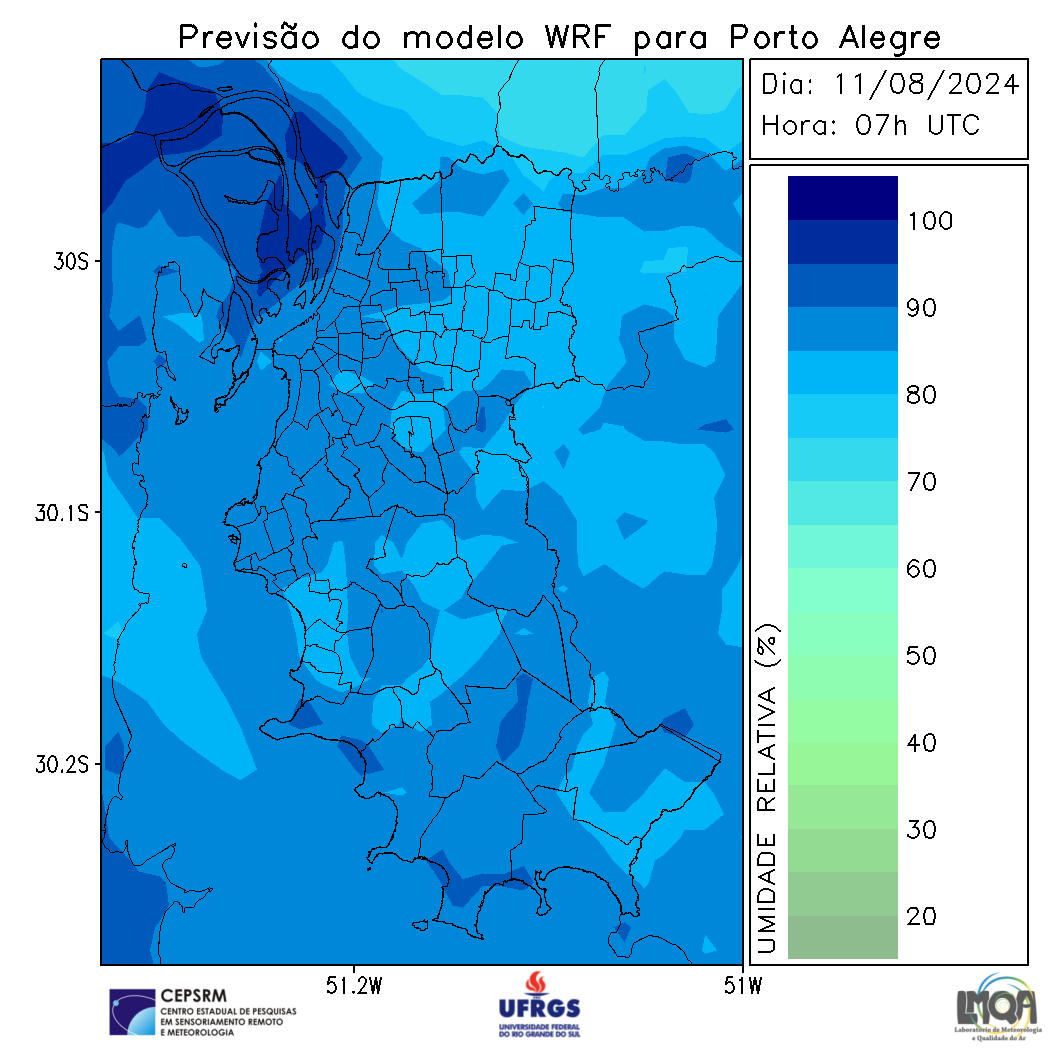 Previsão do modelo WRF para Porto Alegre
Dia: 11/08/2024
Hora: 07h UTC
100
90
80
70
60
50
40
30
20
UMIDADE RELATIVA (%)
30S
30.1S
30.2S
51.2W
51W
CEPSRM
CENTRO ESTADUAL DE PESQUISAS
EM SENSORIAMENTO REMOTO
E METEOROLOGIA
UFRGS
UNIVERSIDADE FEDERAL
DO RIO GRANDE DO SUL
LMQA
Laboratório de Meteorologia
e Qualidade do Ar